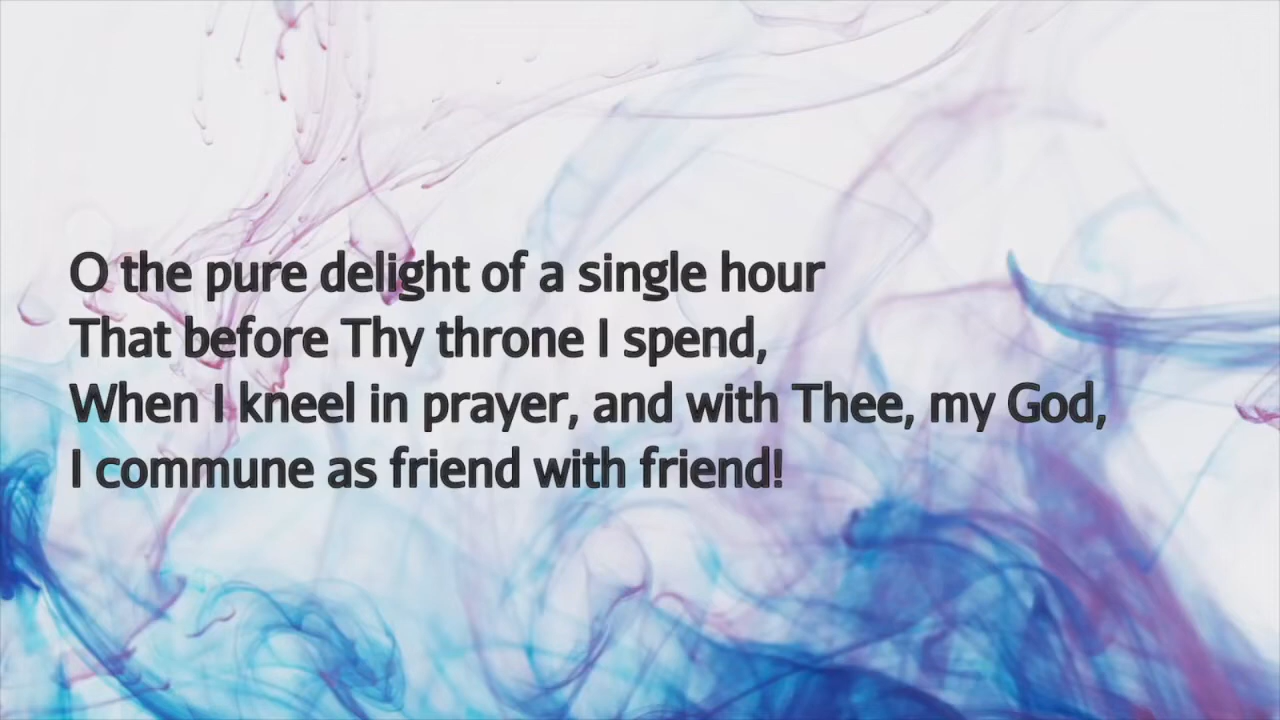 O the pure delight of a single hour
That before Thy throne I spend,
When I kneel in prayer, and with Thee, my God,
I commune as friend with friend!